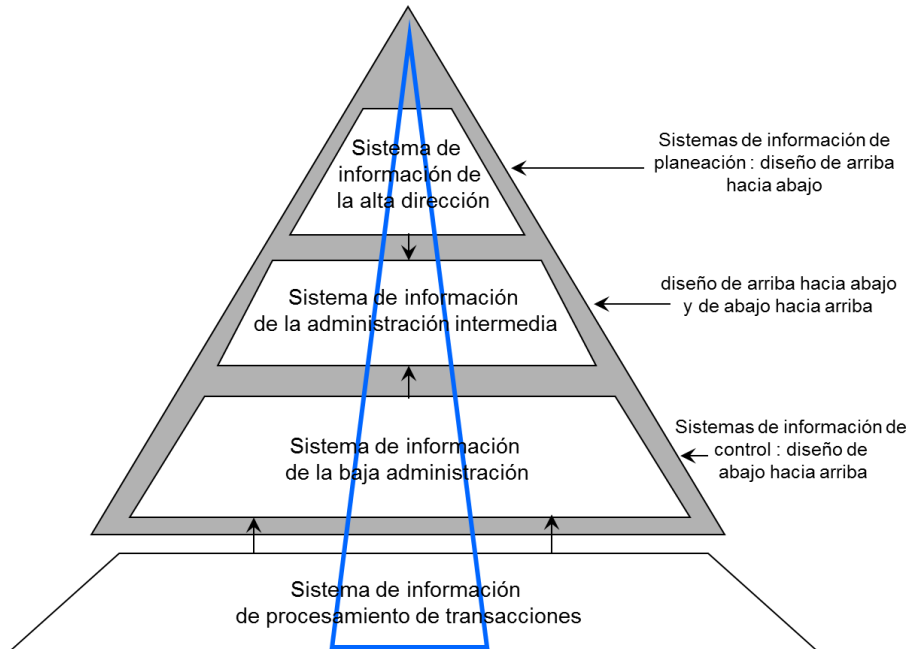 Sistema de
información de
la alta dirección
Sistemas de información de
planeación : diseño de arriba
hacia abajo
Sistema de información
de la administración intermedia
diseño de arriba hacia abajo
y de abajo hacia arriba
Sistema de información
de la baja administración
Sistemas de información de
control : diseño de
abajo hacia arriba
Sistema de información
de procesamiento de transacciones